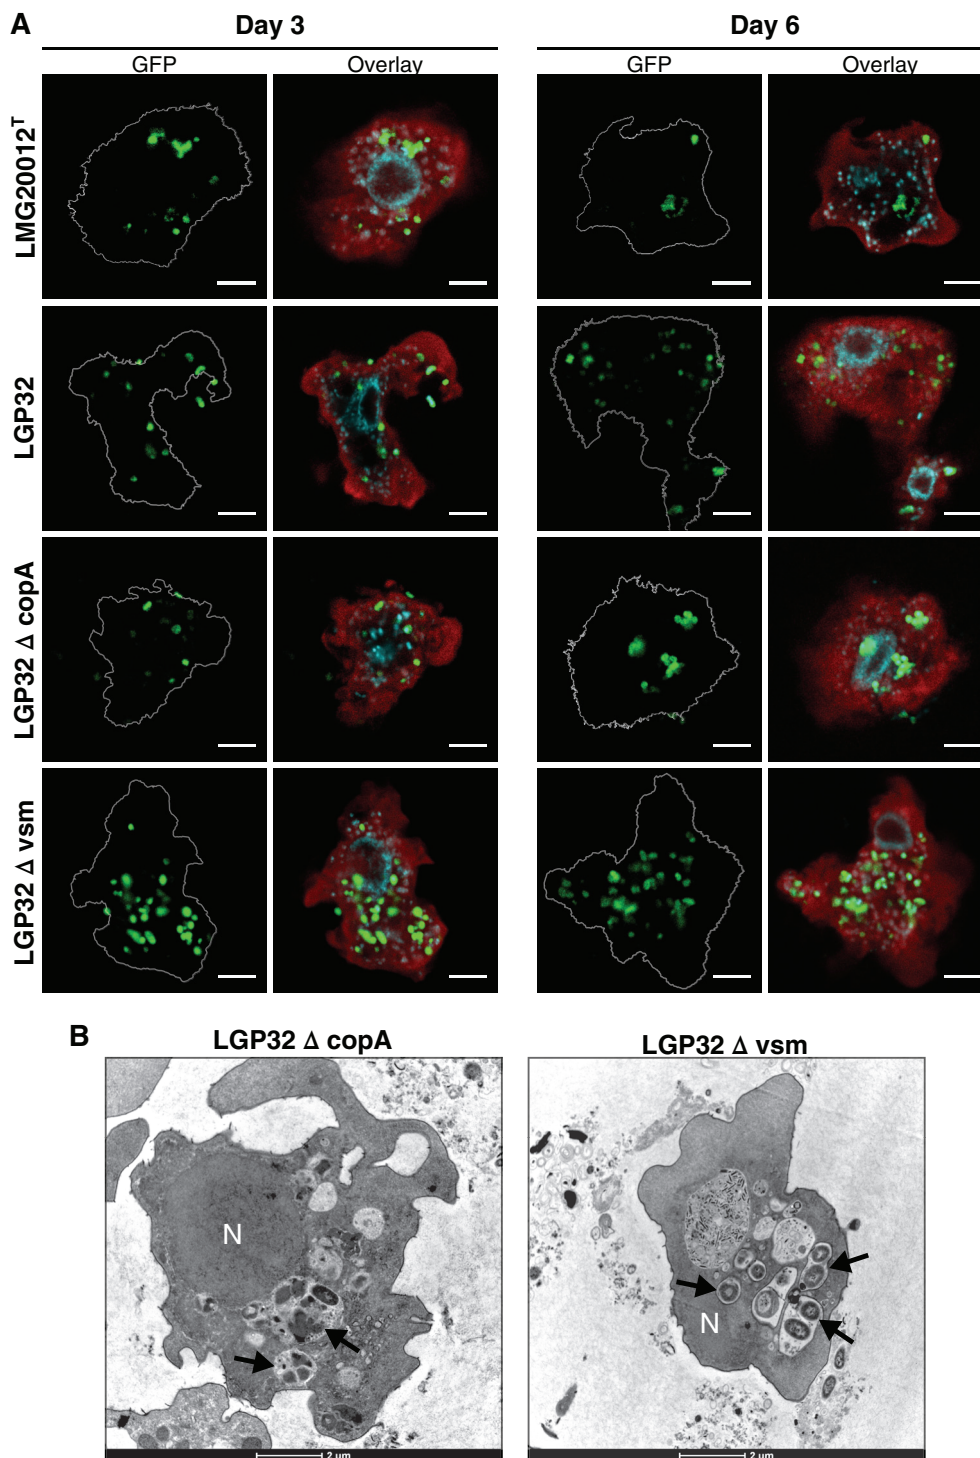 A
Day 3
Day 6
GFP
Overlay
GFP
Overlay
LMG20012T
LGP32
LGP32 Δ copA
LGP32 Δ vsm
B
LGP32 Δ copA
LGP32 Δ vsm
N
N
2 μm
2 μm